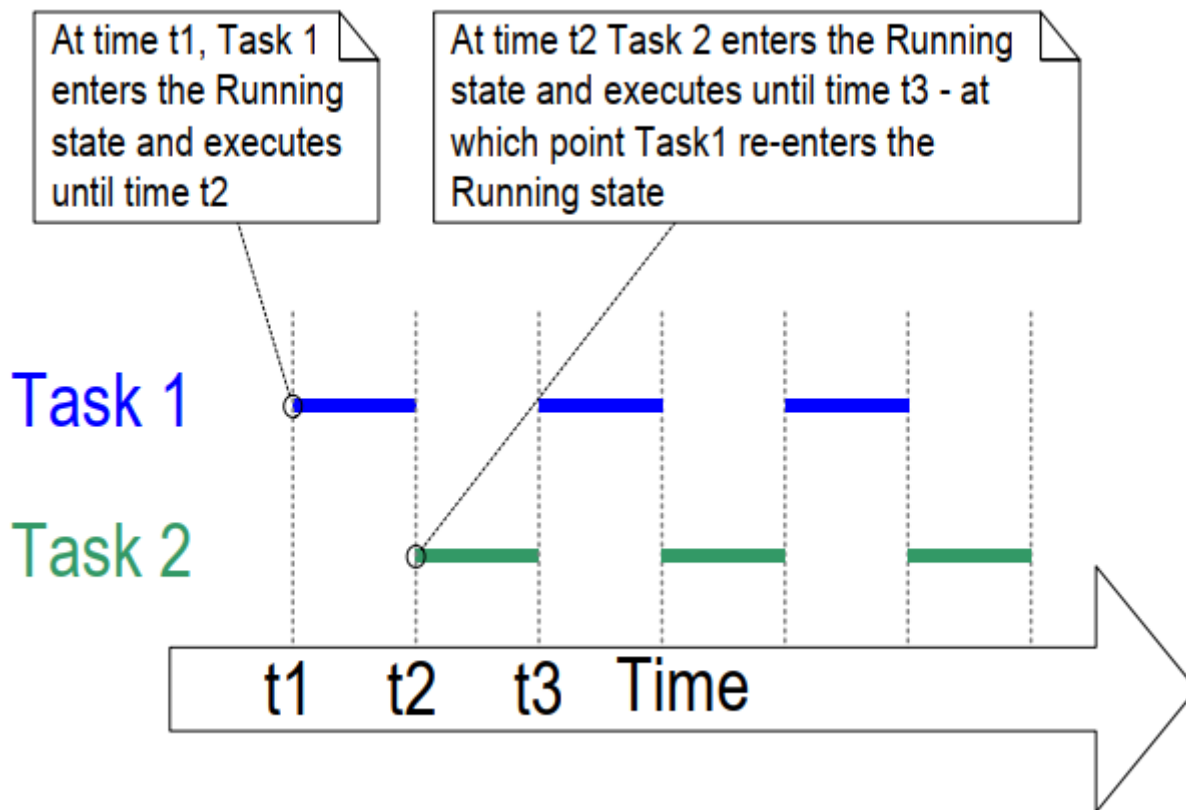 At time t1, Task 1
enters the Running
state and executes
until time t2
At time t2 Task 2 enters the Running
state and executes until time t3 - at
which point Task1 re-enters the
Running state
Task 1
Task 2
t1 t2 t3 Time